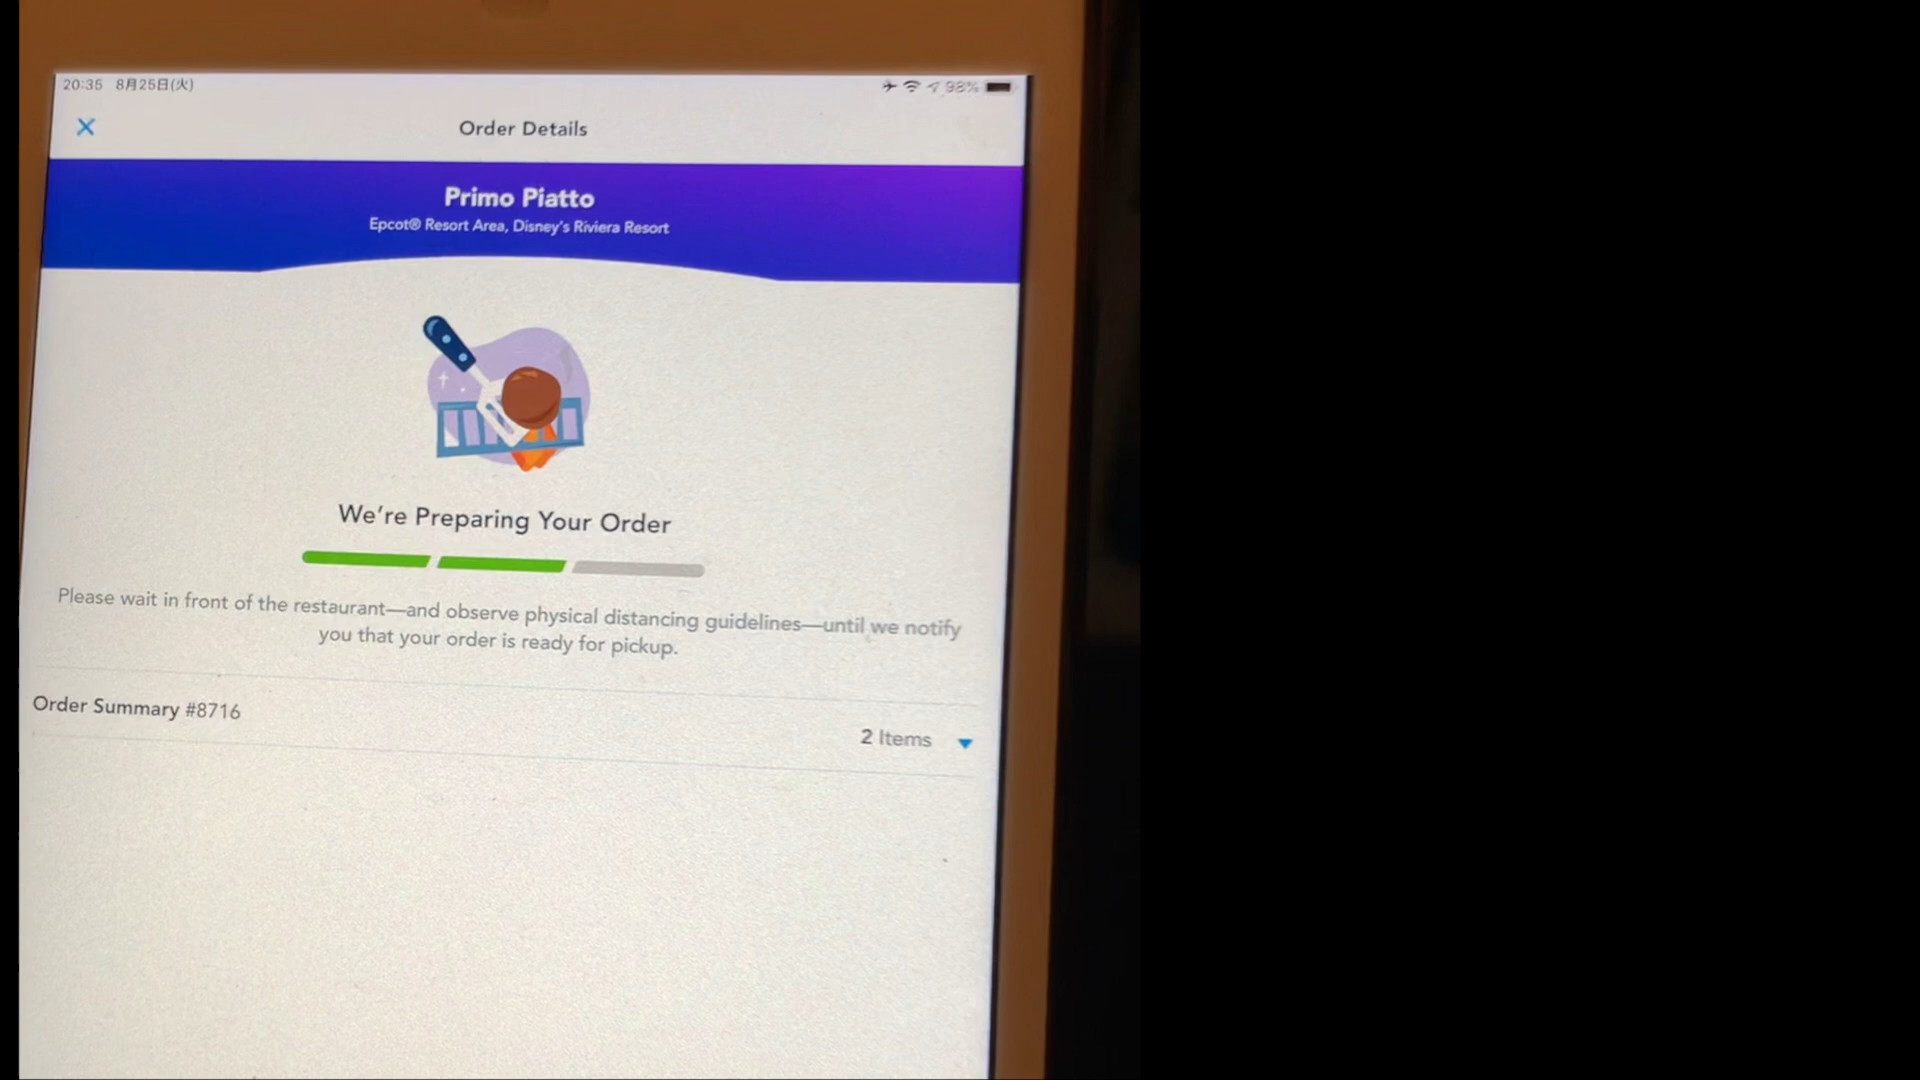 20:35 8月25日(火)
98%
Order Details
Primo Piatto
Epcot® Resort Area, Disney's Riviera Resort
We're Preparing Your Order
Please wait in front of the restaurant—and observe physical distancing guidelines—until we notify
you that your order is ready for pickup.
Order Summary #8716
2 Items